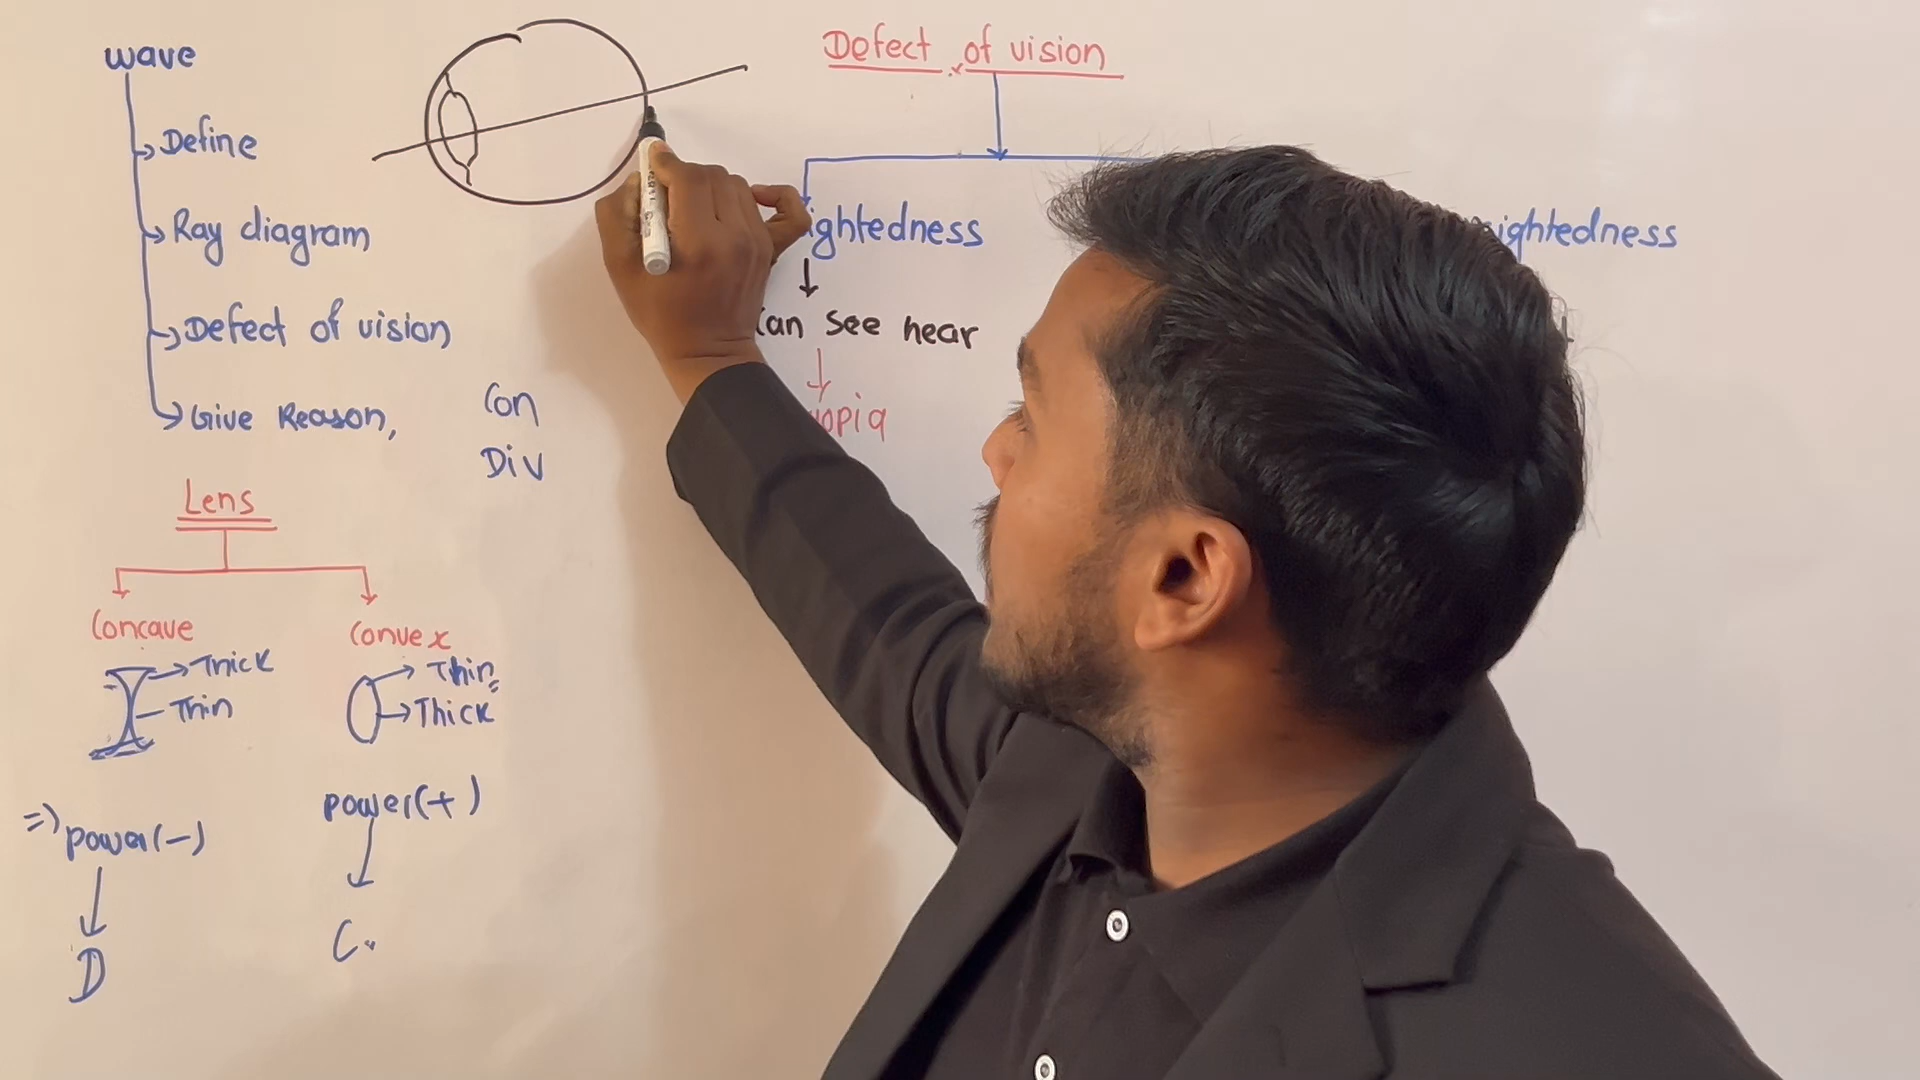 wave
Define
Ray diagram
Defect of vision
Give Reason,
Con
Div
Lens
Concave
Convex
Thick
Thin
Thin
Thick
=> power(-)
power(+)
D
C.
Defect of vision
ightedness
ightedness
Can see near
opia